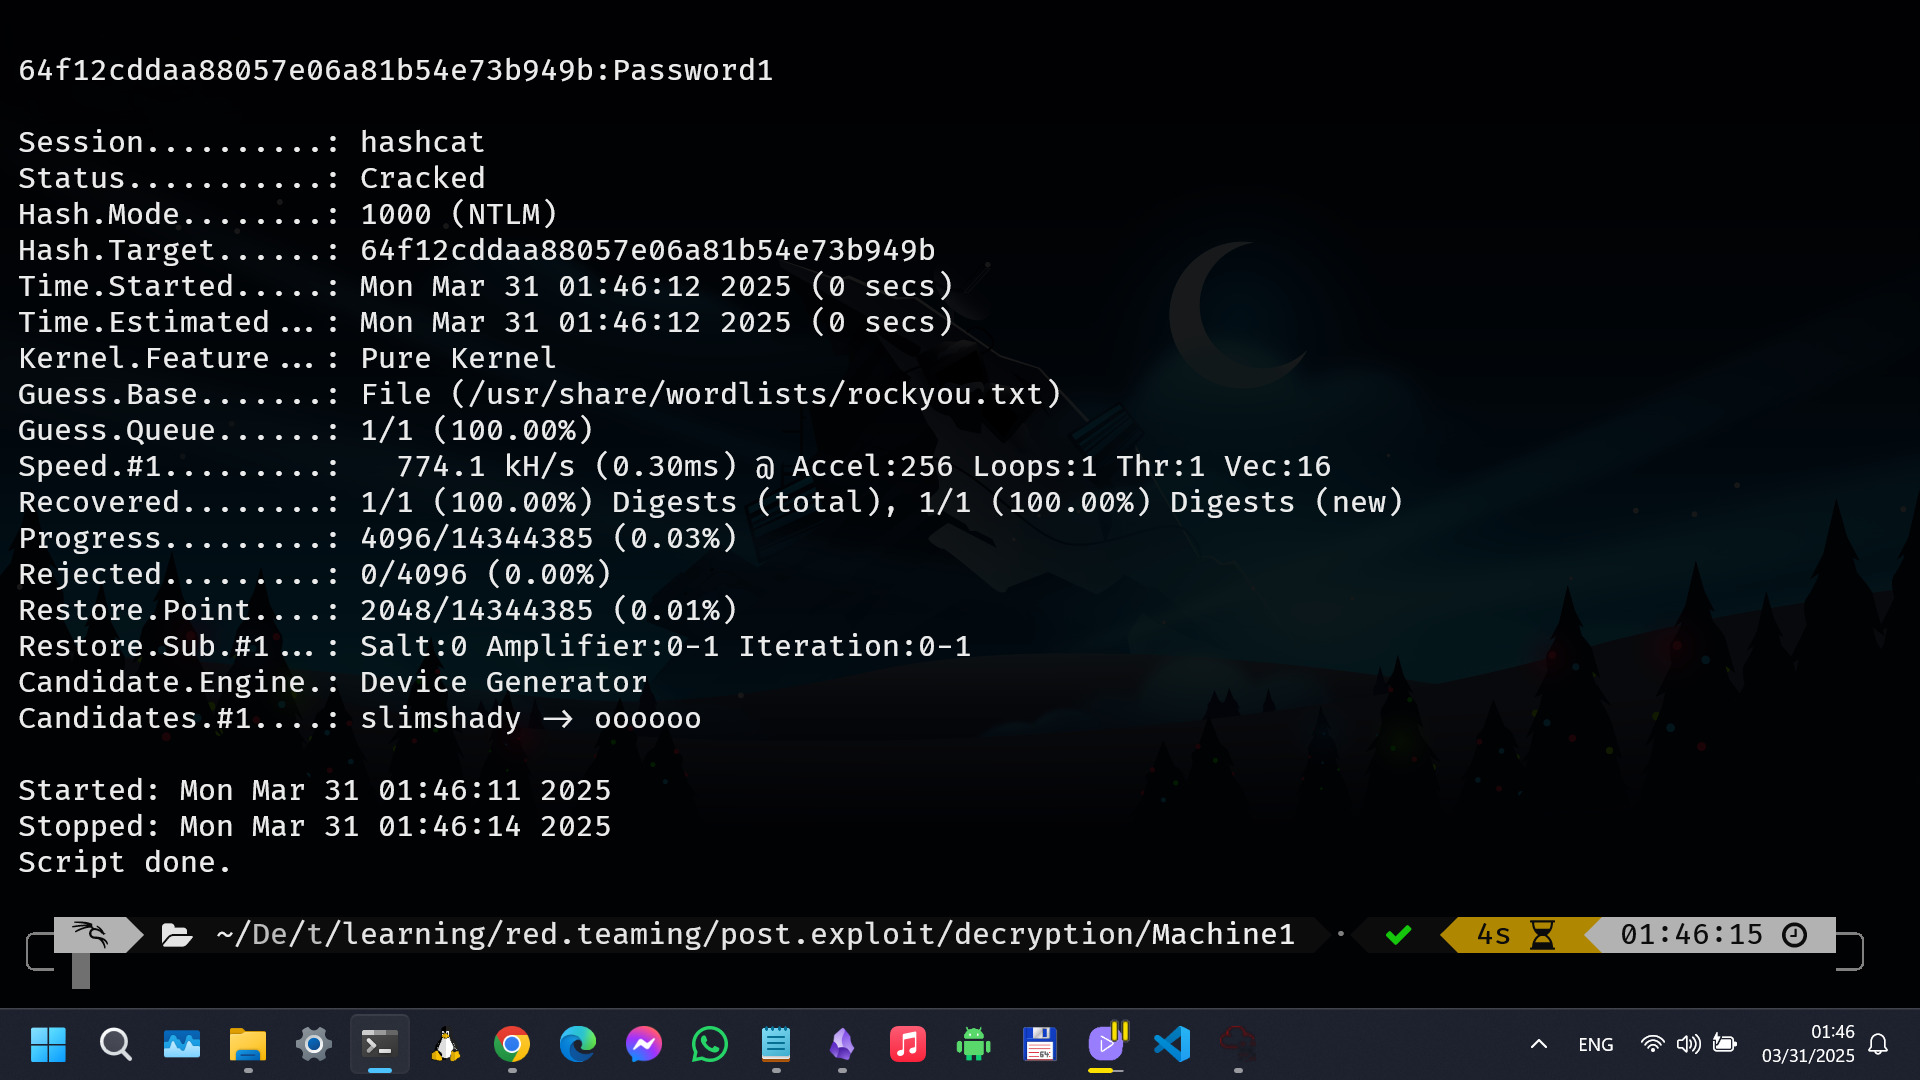 64f12cddaa88057e06a81b54e73b949b:Password1
Session..........: hashcat
Status...........: Cracked
Hash.Mode........: 1000 (NTLM)
Hash.Target......: 64f12cddaa88057e06a81b54e73b949b
Time.Started.....: Mon Mar 31 01:46:12 2025 (0 secs)
Time.Estimated...: Mon Mar 31 01:46:12 2025 (0 secs)
Kernel.Feature...: Pure Kernel
Guess.Base.......: File (/usr/share/wordlists/rockyou.txt)
Guess.Queue......: 1/1 (100.00%)
Speed.#1.........:   774.1 kH/s (0.30ms) @ Accel:256 Loops:1 Thr:1 Vec:16
Recovered........: 1/1 (100.00%) Digests (total), 1/1 (100.00%) Digests (new)
Progress.........: 4096/14344385 (0.03%)
Rejected.........: 0/4096 (0.00%)
Restore.Point....: 2048/14344385 (0.01%)
Restore.Sub.#1...: Salt:0 Amplifier:0-1 Iteration:0-1
Candidate.Engine.: Device Generator
Candidates.#1....: slimshady -> oooooo
Started: Mon Mar 31 01:46:11 2025
Stopped: Mon Mar 31 01:46:14 2025
Script done.
~/De/t/learning/red.teaming/post.exploit/decryption/Machine1 4s 01:46:15
ENG 01:46
03/31/2025